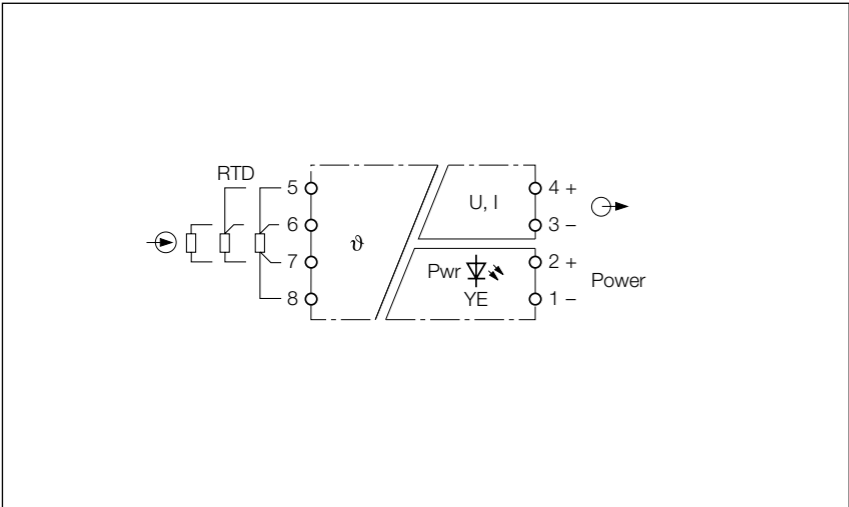 RTD
5
6
7
8
ϑ
U, I
4 +
3 –
Pwr
YE
2 +
1 –
Power